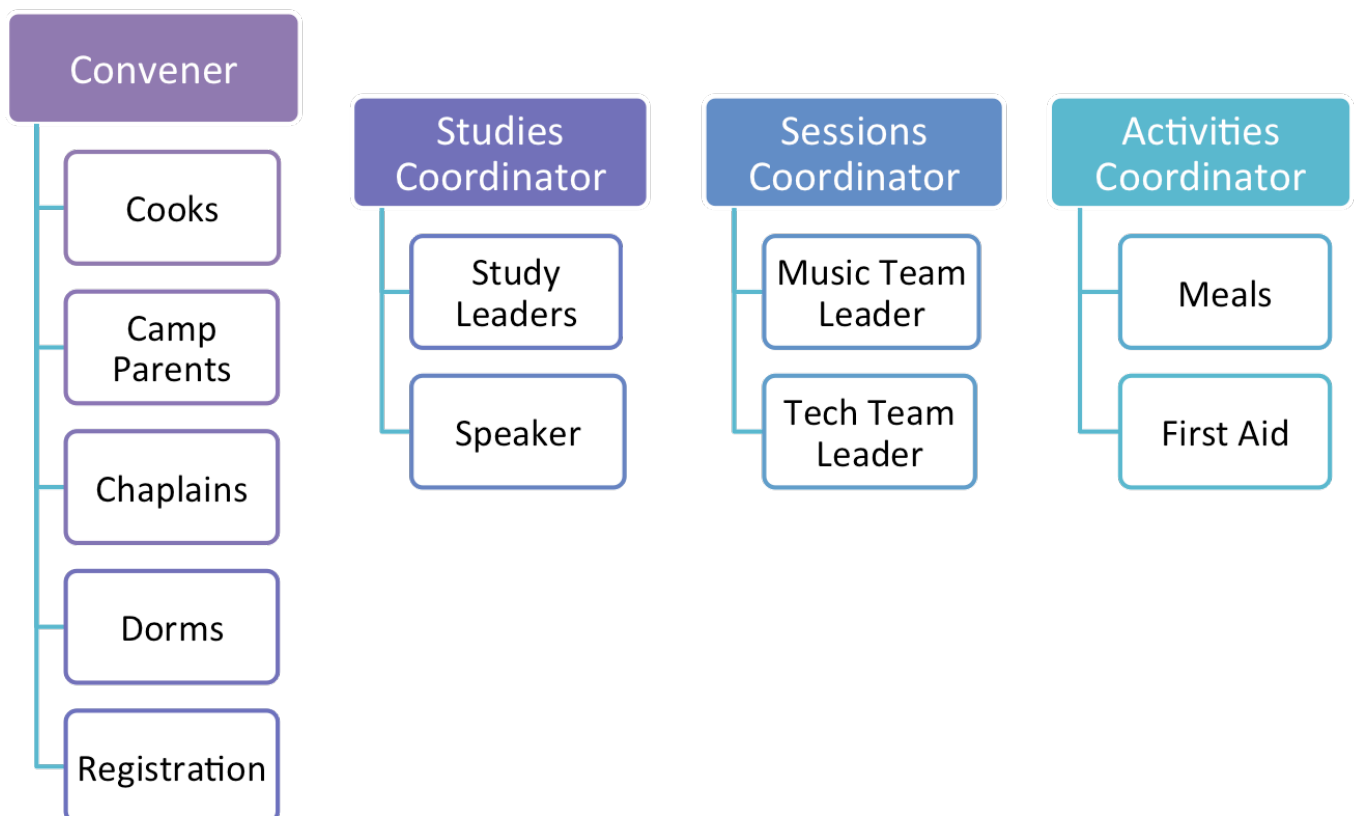 Convener
Cooks
Camp
Parents
Chaplains
Dorms
Registration
Studies
Coordinator
Study
Leaders
Speaker
Sessions
Coordinator
Music Team
Leader
Tech Team
Leader
Activities
Coordinator
Meals
First Aid